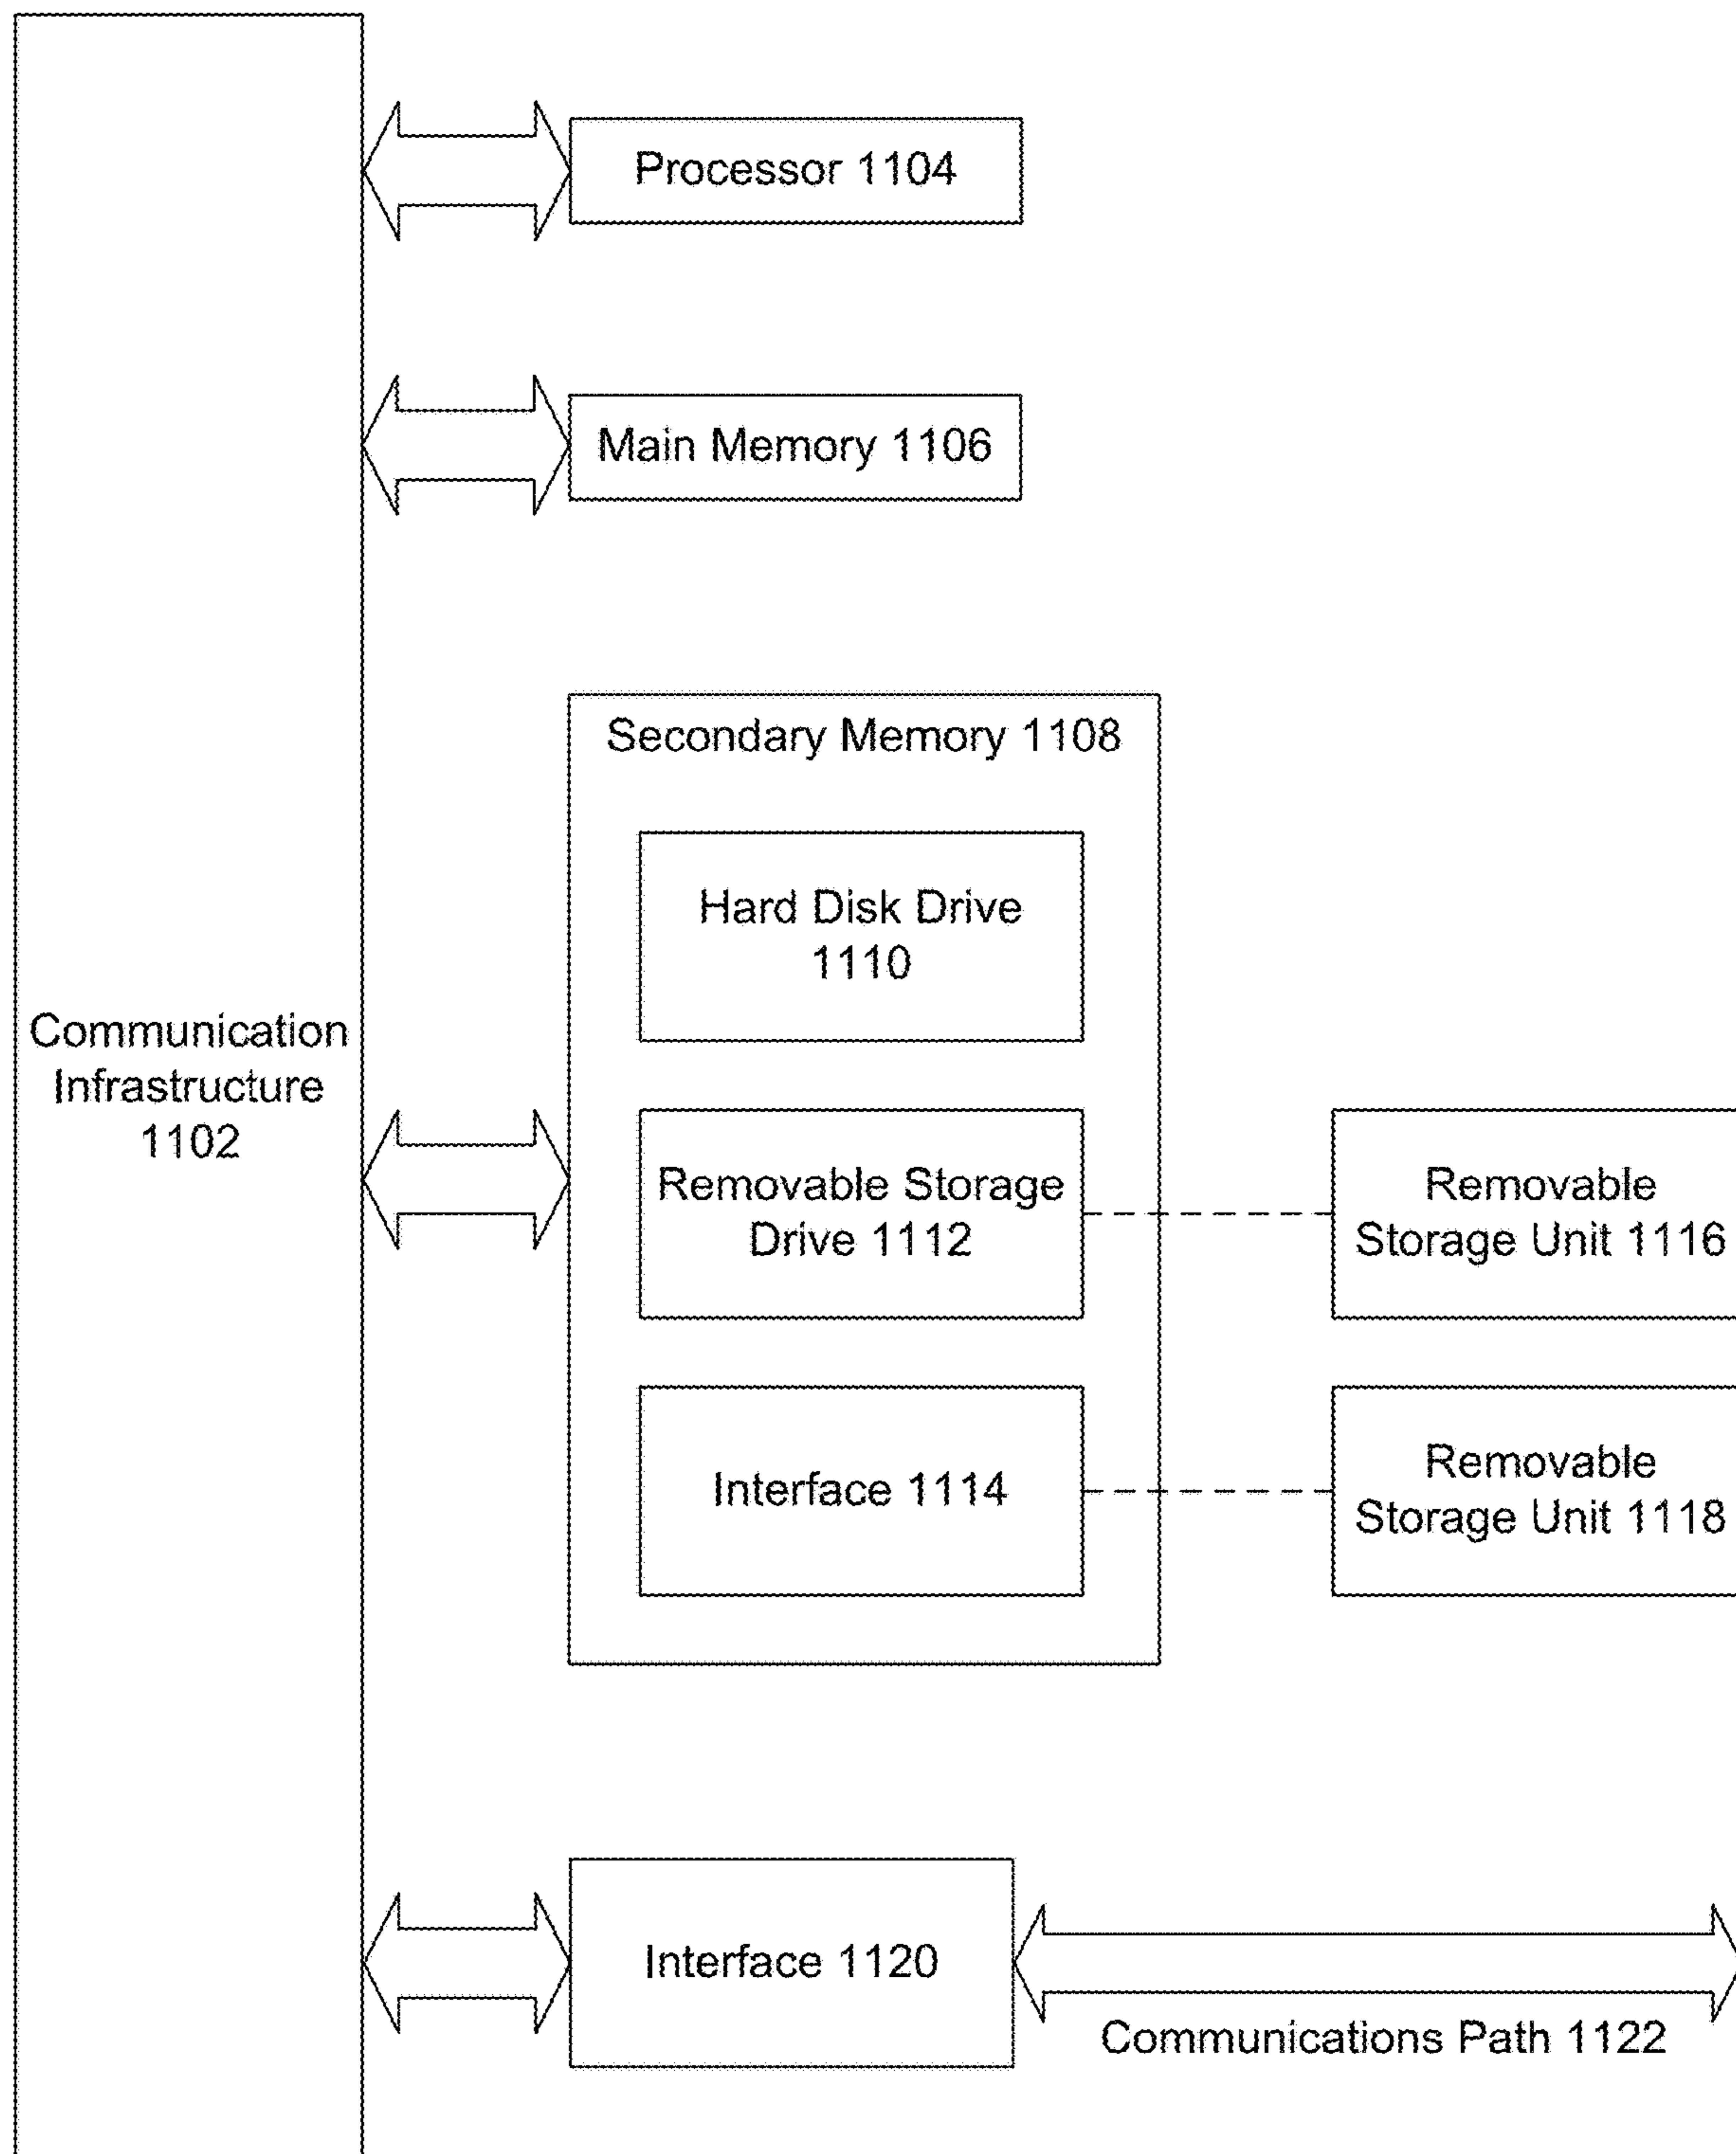 Processor 1104
Main Memory 1106
Secondary Memory 1108
Hard Disk Drive
1110
Communication
Infrastructure
1102
Removable Storage
Drive 1112
Removable
Storage Unit 1116
Interface 1114
Removable
Storage Unit 1118
Interface 1120
Communications Path 1122